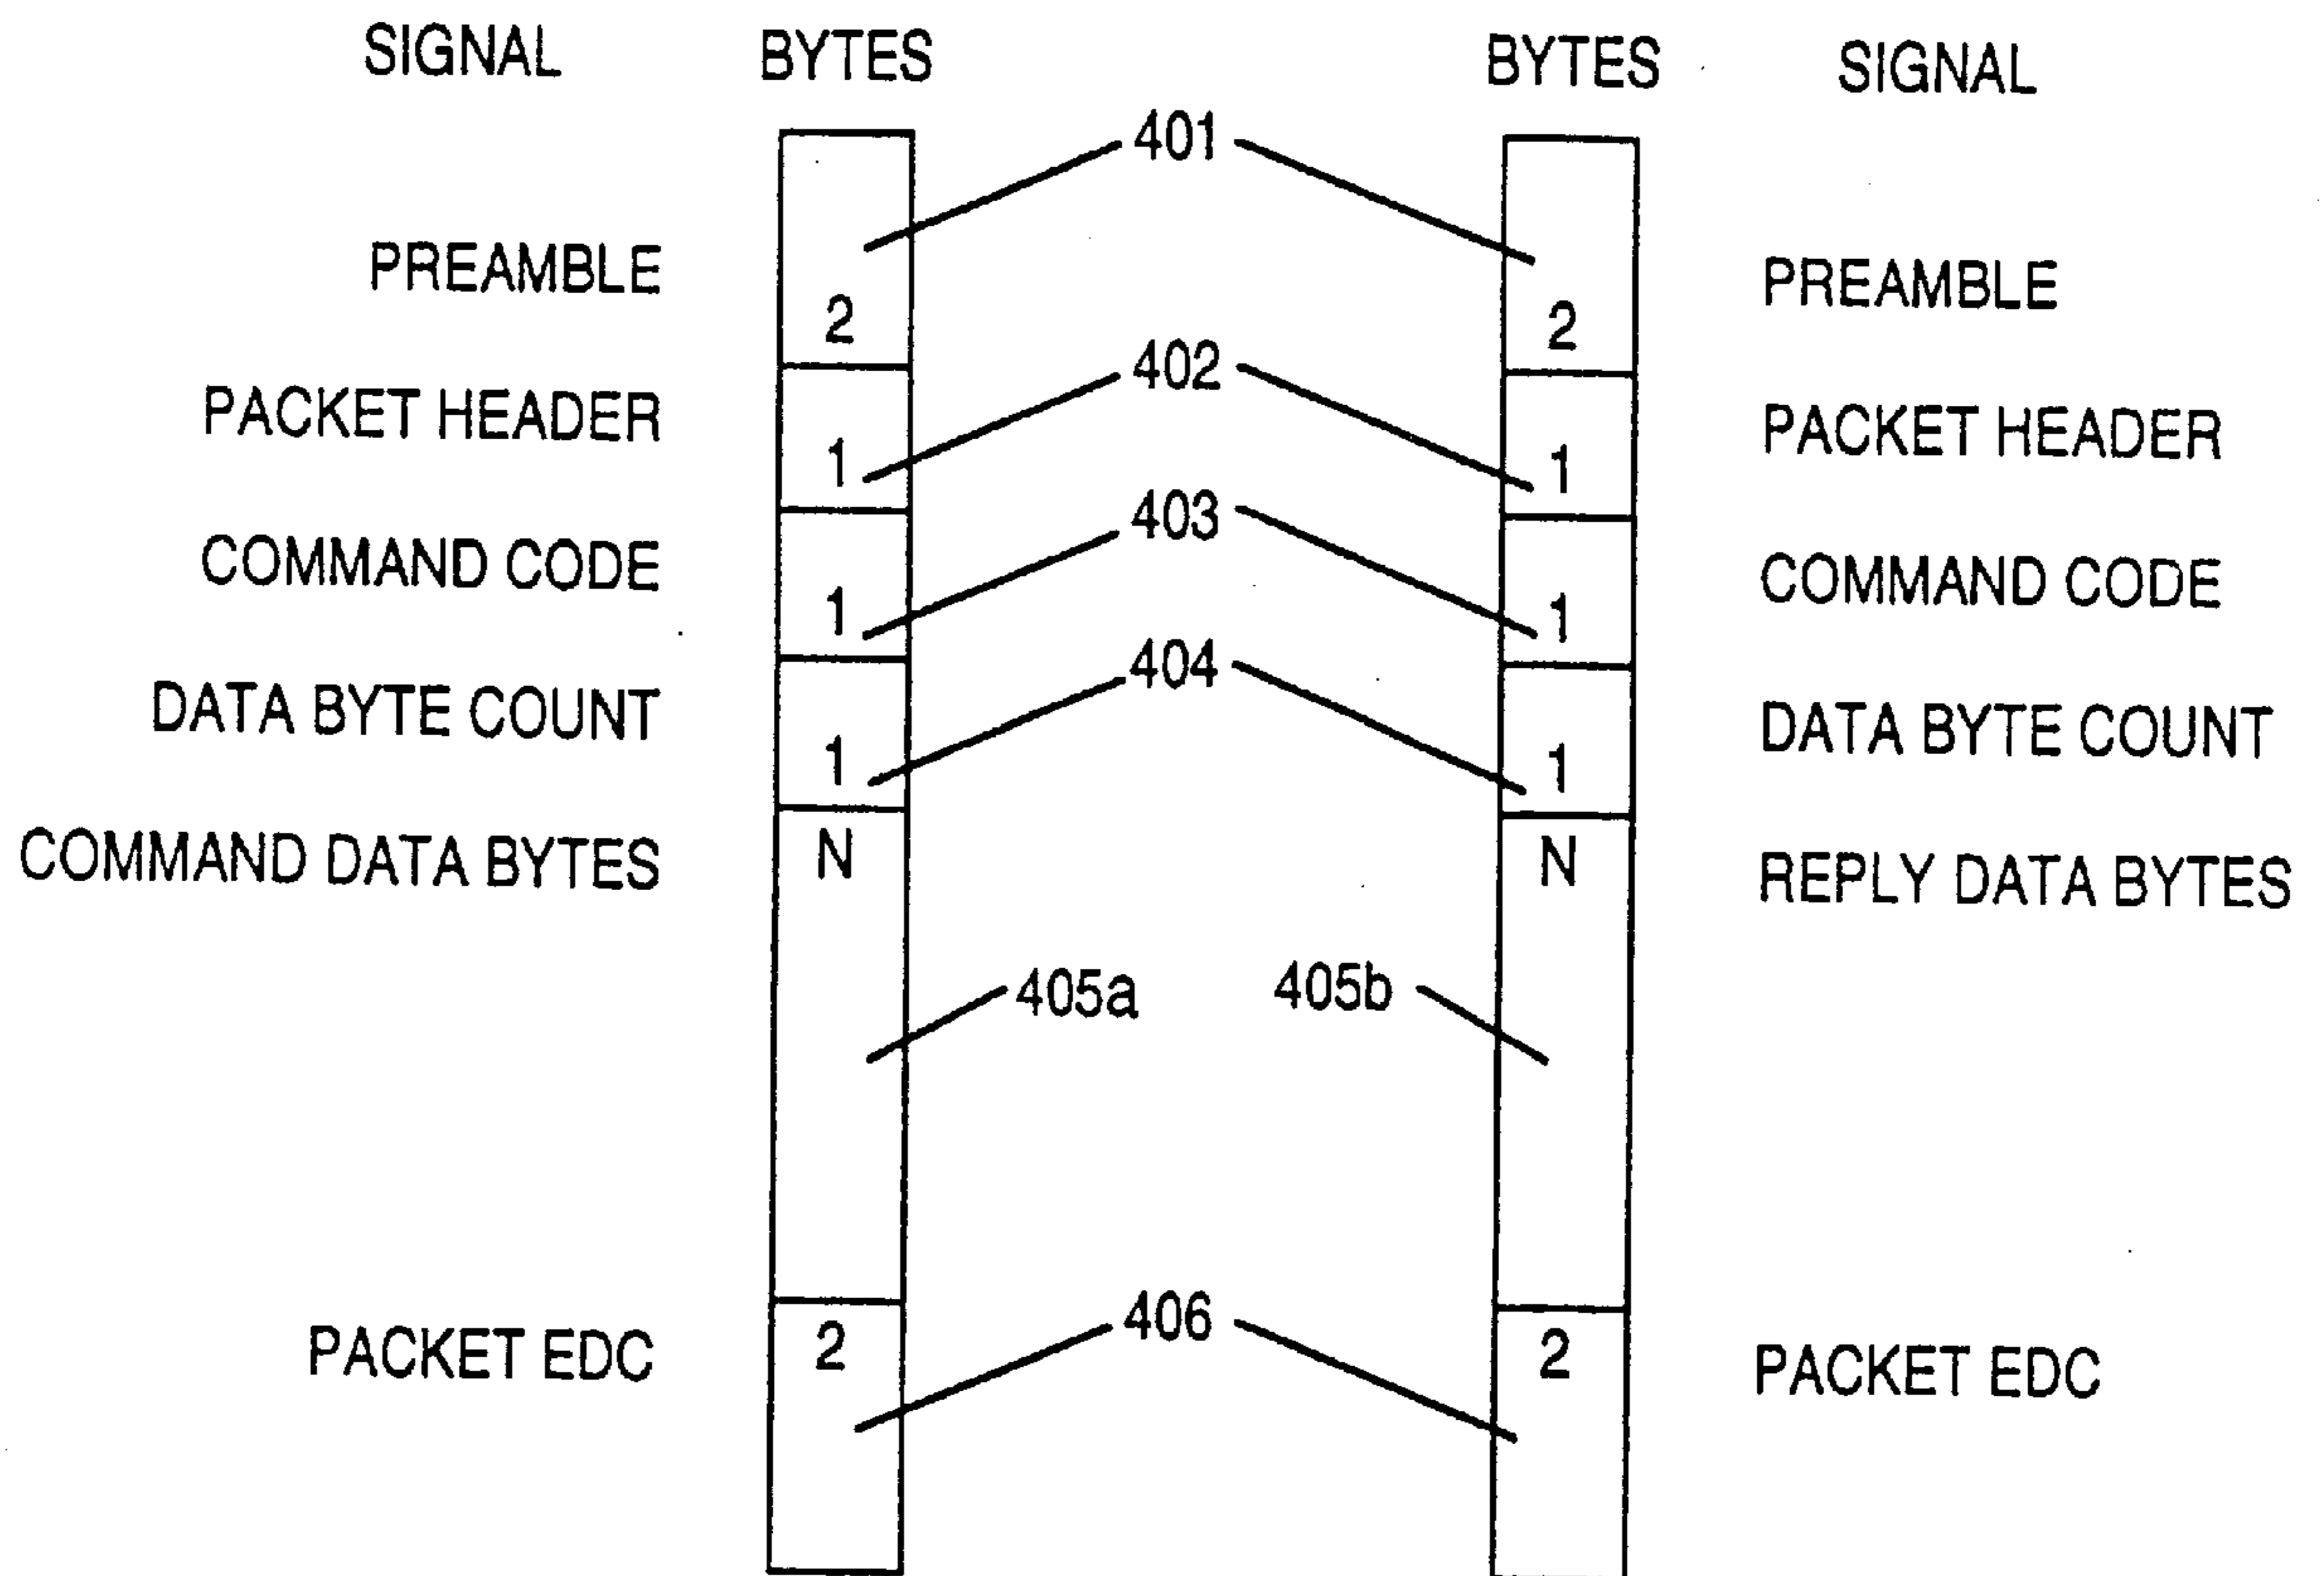 SIGNAL BYTES BYTES SIGNAL
401
PREAMBLE 2 2 PREAMBLE
402
PACKET HEADER 1 1 PACKET HEADER
403
COMMAND CODE 1 1 COMMAND CODE
404
DATA BYTE COUNT 1 1 DATA BYTE COUNT
COMMAND DATA BYTES N N REPLY DATA BYTES
405a 405b
406
PACKET EDC 2 2 PACKET EDC